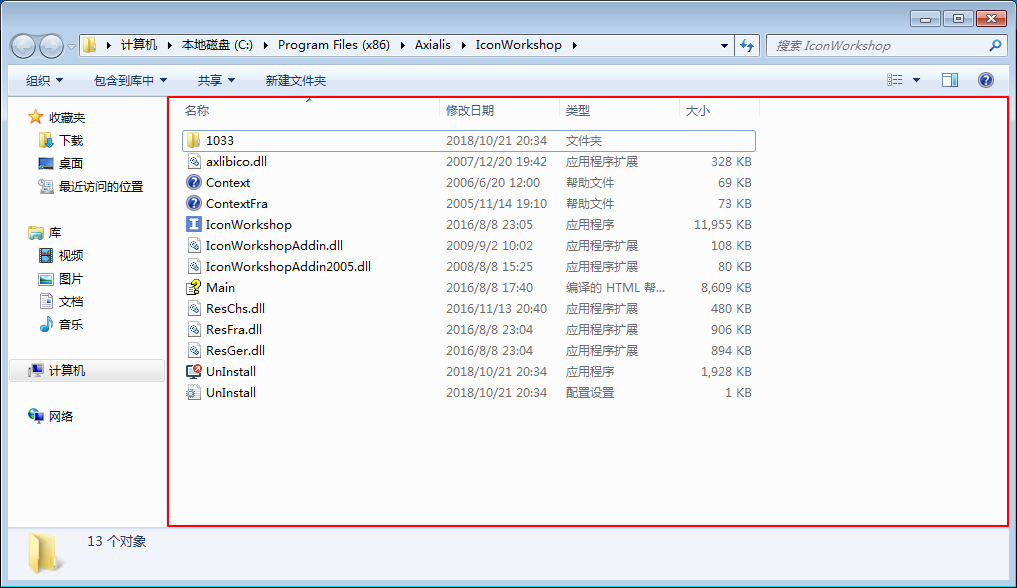 计算机 ▸ 本地磁盘 (C:) ▸ Program Files (x86) ▸ Axialis ▸ IconWorkshop ▸
搜索 IconWorkshop
组织 包含到库中 共享 新建文件夹
收藏夹
下载
桌面
最近访问的位置
库
视频
图片
文档
音乐
计算机
网络
名称 修改日期 类型 大小
1033 2018/10/21 20:34 文件夹
axlibico.dll 2007/12/20 19:42 应用程序扩展 328 KB
Context 2006/6/20 12:00 帮助文件 69 KB
ContextFra 2005/11/14 19:10 帮助文件 73 KB
IconWorkshop 2016/8/8 23:05 应用程序 11,955 KB
IconWorkshopAddin.dll 2009/9/2 10:02 应用程序扩展 108 KB
IconWorkshopAddin2005.dll 2008/8/8 15:25 应用程序扩展 80 KB
Main 2016/8/8 17:40 编译的 HTML 帮... 8,609 KB
ResChs.dll 2016/11/13 20:40 应用程序扩展 480 KB
ResFra.dll 2016/8/8 23:04 应用程序扩展 906 KB
ResGer.dll 2016/8/8 23:04 应用程序扩展 894 KB
UnInstall 2018/10/21 20:34 应用程序 1,928 KB
UnInstall 2018/10/21 20:34 配置设置 1 KB
13 个对象